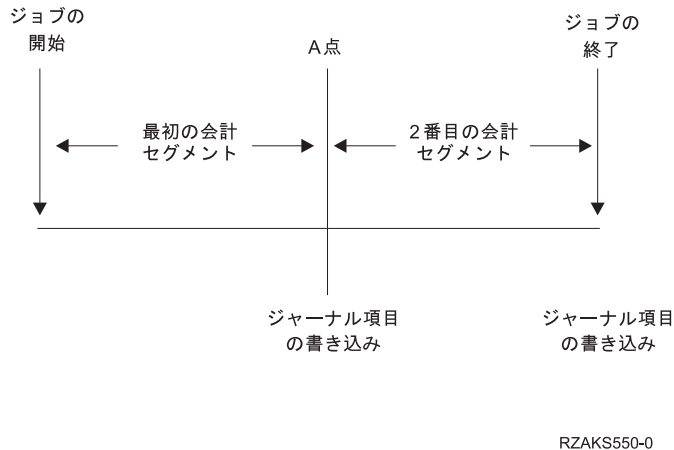 ジョブの
開始
A点
ジョブの
終了
最初の会計
セグメント
2番目の会計
セグメント
ジャーナル項目
の書き込み
ジャーナル項目
の書き込み
RZAKS550-0